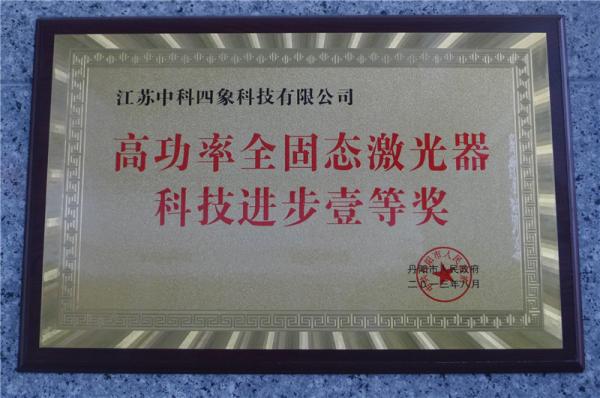 江苏中科四象科技有限公司
高功率全固态激光器
科技进步壹等奖
丹阳市人民政府
二〇一二年八月